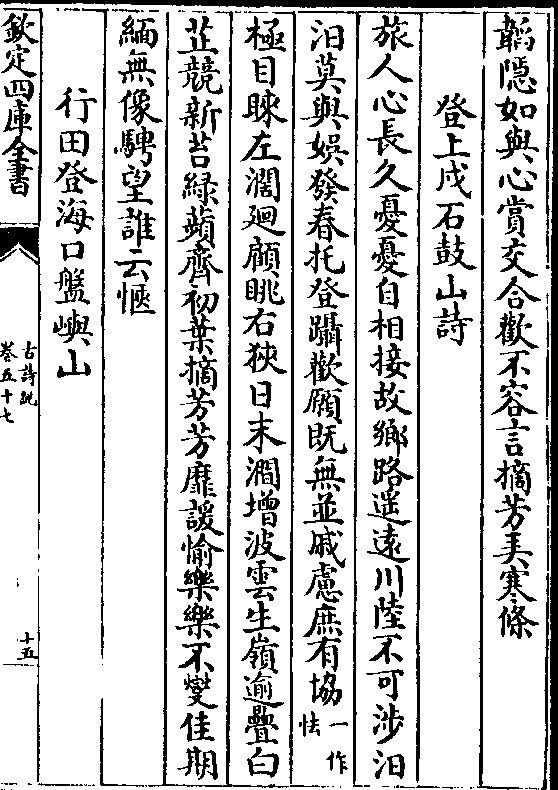 韜隱如與心賞交合歡不容言摘芳弄寒條
登上戍石鼓山詩
旅人心長久憂憂自相接故鄉路遥遠川陸不可涉汨
汨莫與娛發春托登躡歡願既無並戚慮庶有協一作怯
極目睞左濶廻顧眺右狹日末澗增波雲生嶺逾疊白
芷競新苕緑蘋齊初葉摘芳芳靡諼愉樂樂不燮佳期
緬無像騁望誰云愜
行田登海口盤嶼山
欽定四庫全書
古詩紀
卷五十七
十五